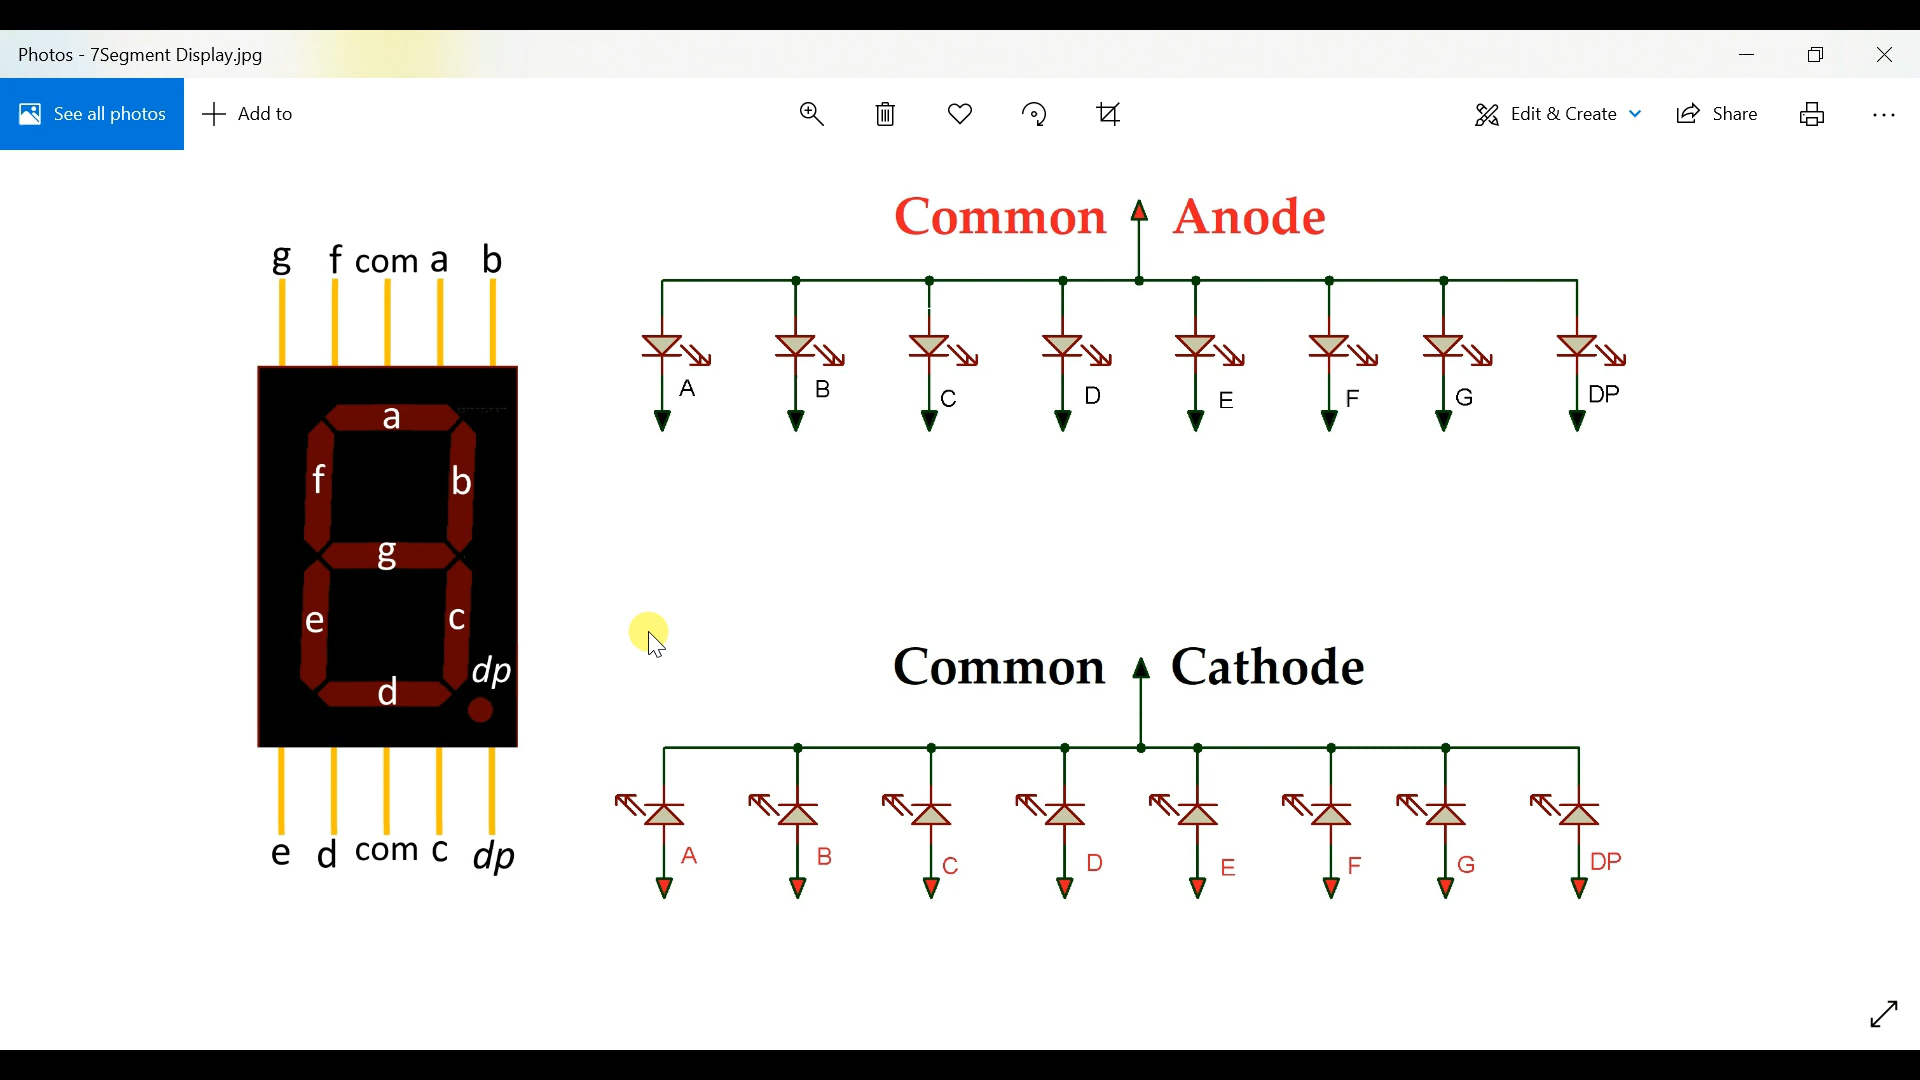 Photos - 7Segment Display.jpg
See all photos
Add to
Edit & Create
Share
Common Anode
g f com a b
A B C D E F G DP
a
f b
g
e c
dp
d
Common Cathode
e d com c dp
A B C D E F G DP